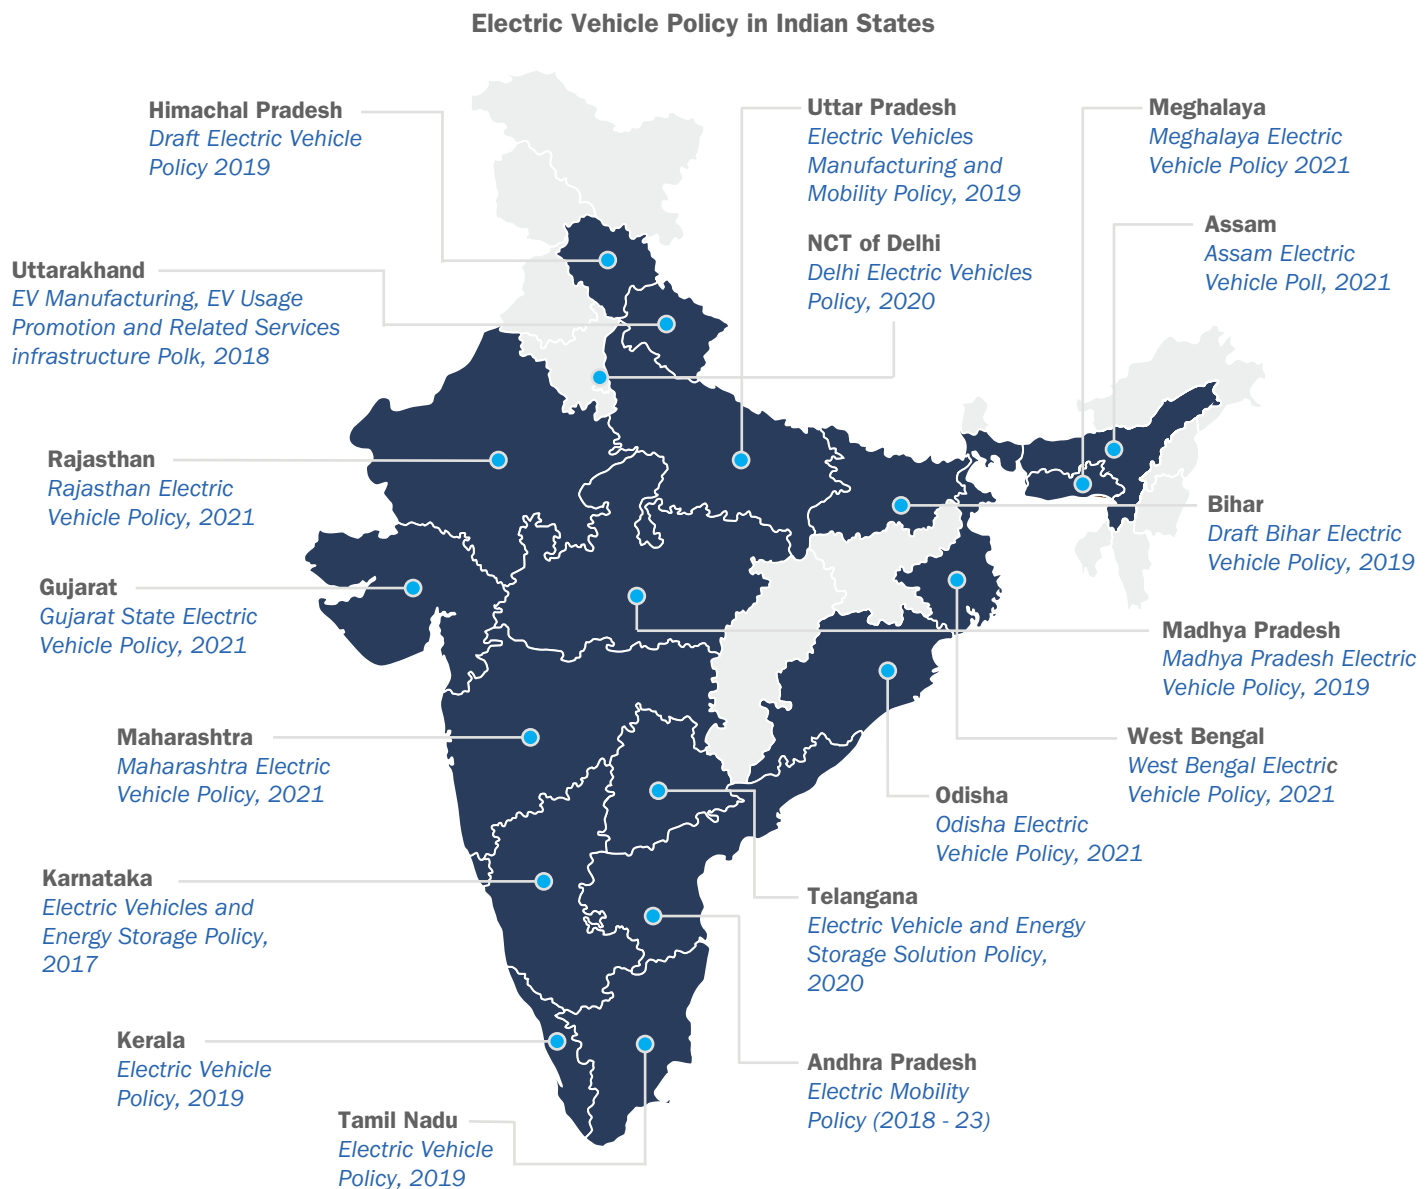 Electric Vehicle Policy in Indian States
Himachal Pradesh
Draft Electric Vehicle
Policy 2019
Uttarakhand
EV Manufacturing, EV Usage
Promotion and Related Services
infrastructure Polk, 2018
Rajasthan
Rajasthan Electric
Vehicle Policy, 2021
Gujarat
Gujarat State Electric
Vehicle Policy, 2021
Maharashtra
Maharashtra Electric
Vehicle Policy, 2021
Karnataka
Electric Vehicles and
Energy Storage Policy,
2017
Kerala
Electric Vehicle
Policy, 2019
Tamil Nadu
Electric Vehicle
Policy, 2019
Uttar Pradesh
Electric Vehicles
Manufacturing and
Mobility Policy, 2019
NCT of Delhi
Delhi Electric Vehicles
Policy, 2020
Meghalaya
Meghalaya Electric
Vehicle Policy 2021
Assam
Assam Electric
Vehicle Poll, 2021
Bihar
Draft Bihar Electric
Vehicle Policy, 2019
Madhya Pradesh
Madhya Pradesh Electric
Vehicle Policy, 2019
West Bengal
West Bengal Electric
Vehicle Policy, 2021
Odisha
Odisha Electric
Vehicle Policy, 2021
Telangana
Electric Vehicle and Energy
Storage Solution Policy,
2020
Andhra Pradesh
Electric Mobility
Policy (2018 - 23)